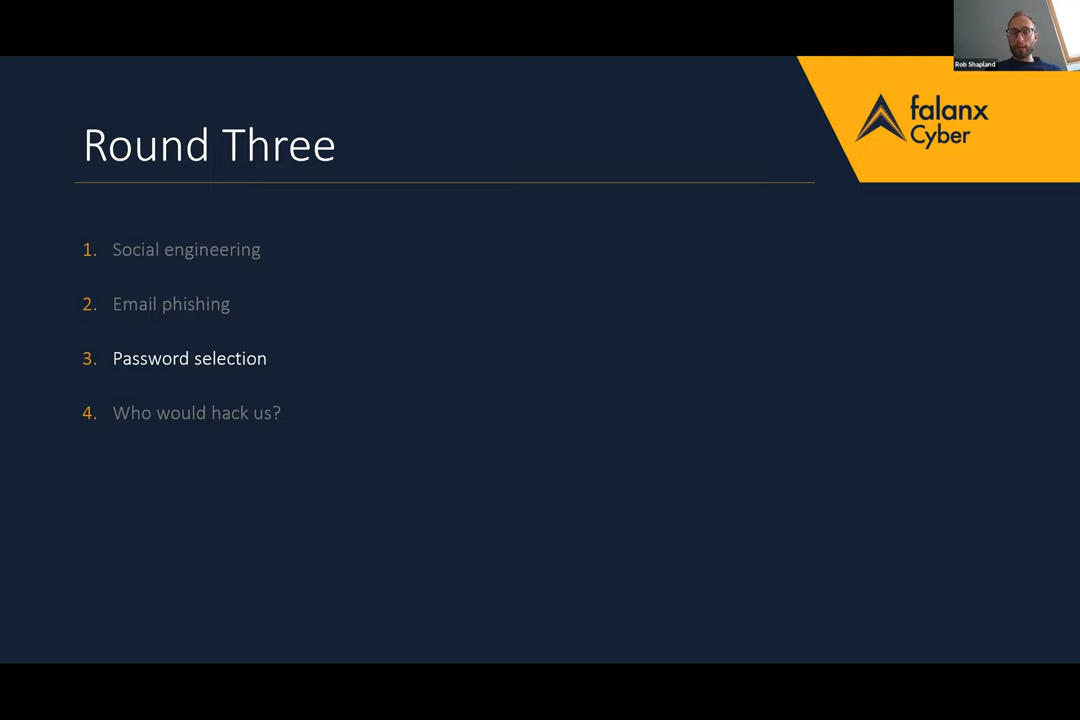 Rob Shapland
falanx
Cyber
Round Three
1. Social engineering
2. Email phishing
3. Password selection
4. Who would hack us?